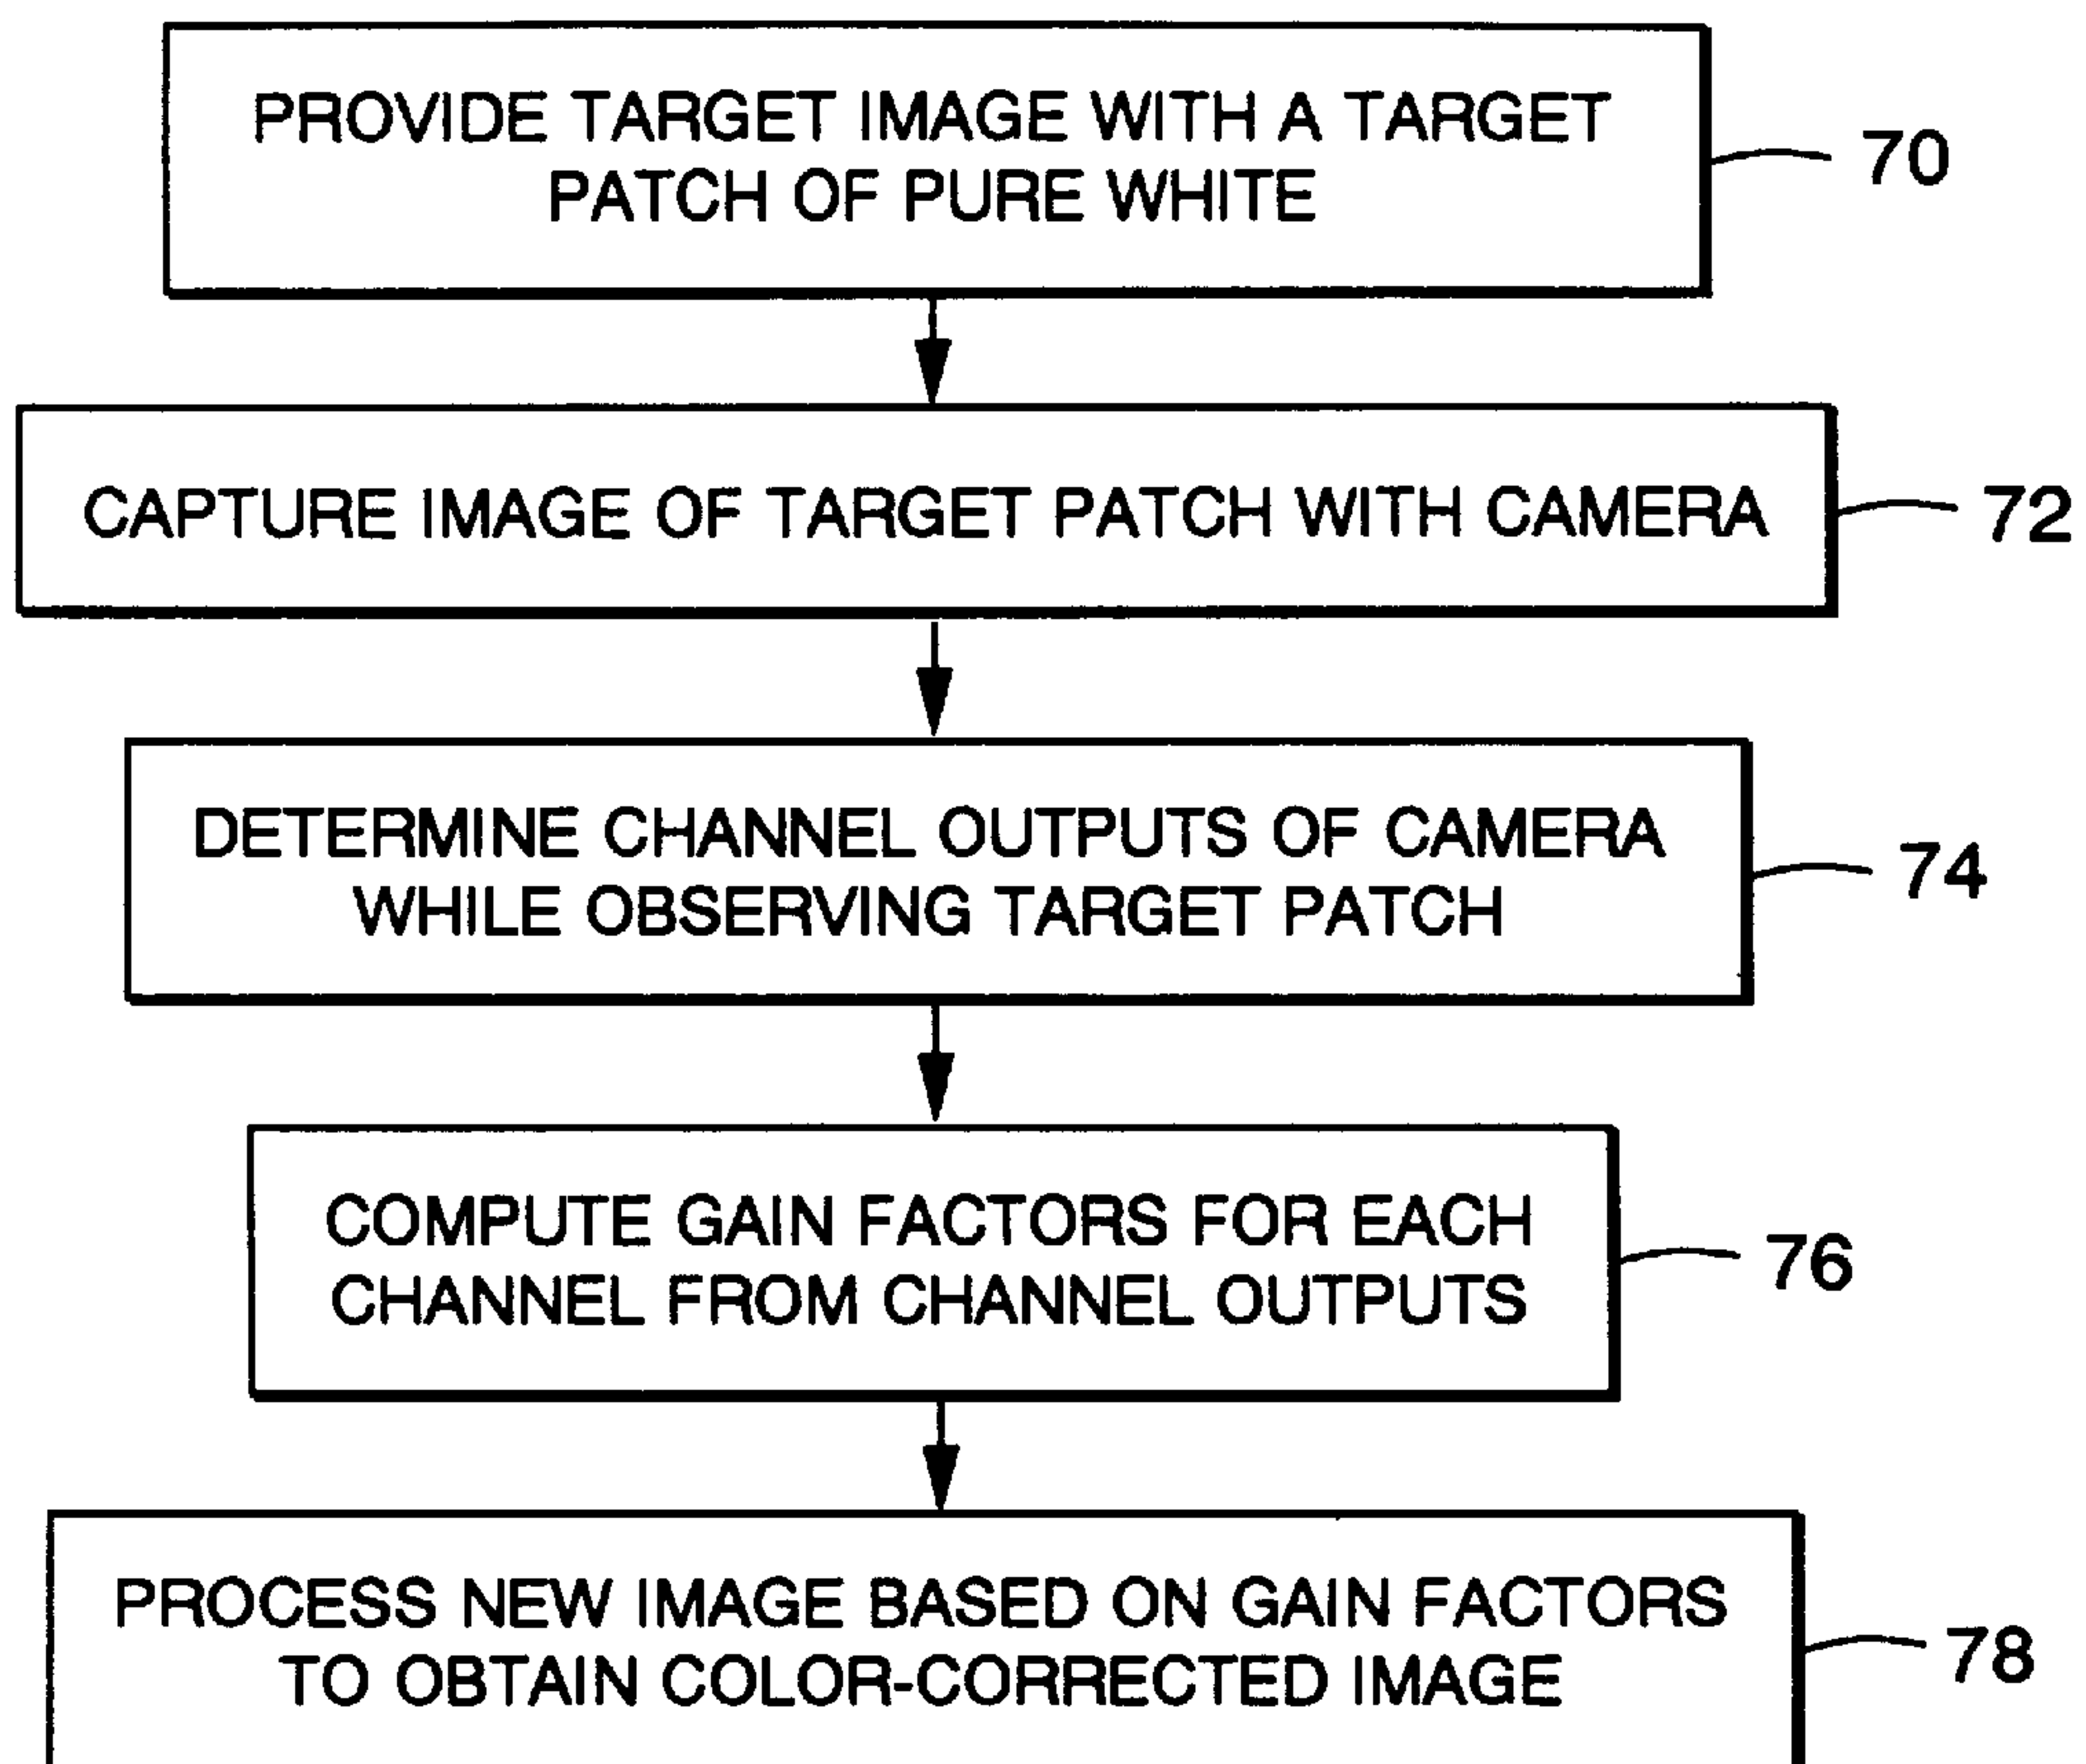 PROVIDE TARGET IMAGE WITH A TARGET
PATCH OF PURE WHITE
70
CAPTURE IMAGE OF TARGET PATCH WITH CAMERA
72
DETERMINE CHANNEL OUTPUTS OF CAMERA
WHILE OBSERVING TARGET PATCH
74
COMPUTE GAIN FACTORS FOR EACH
CHANNEL FROM CHANNEL OUTPUTS
76
PROCESS NEW IMAGE BASED ON GAIN FACTORS
TO OBTAIN COLOR-CORRECTED IMAGE
78